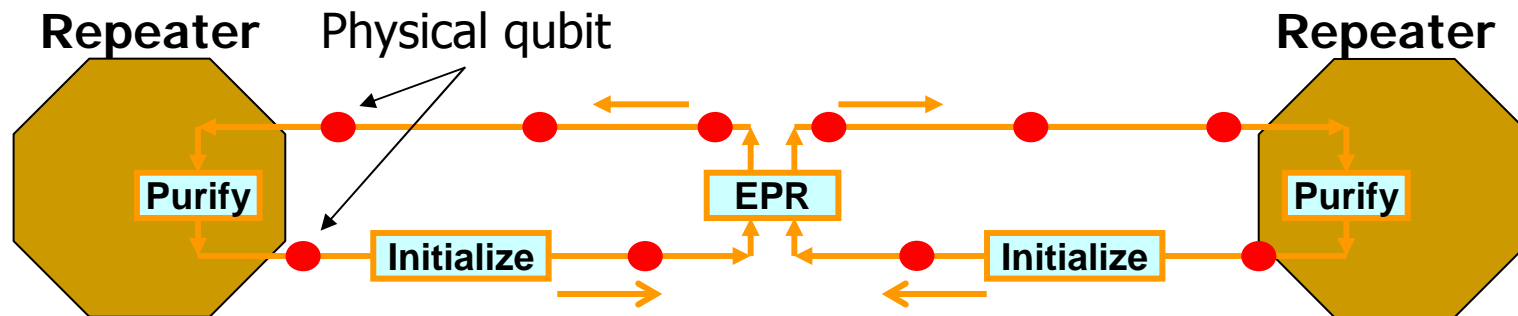 Repeater
Physical qubit
Repeater
Purify
EPR
Purify
Initialize
Initialize